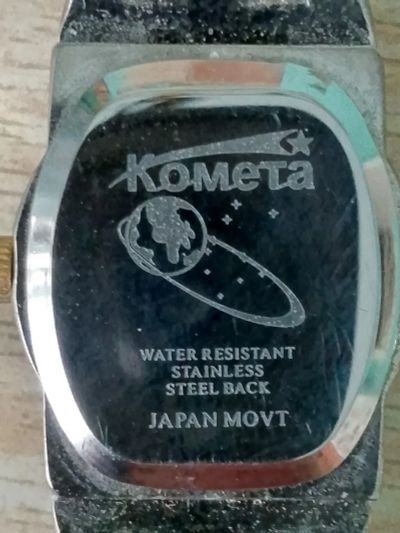 Комета
WATER RESISTANT
STAINLESS
STEEL BACK
JAPAN MOVT